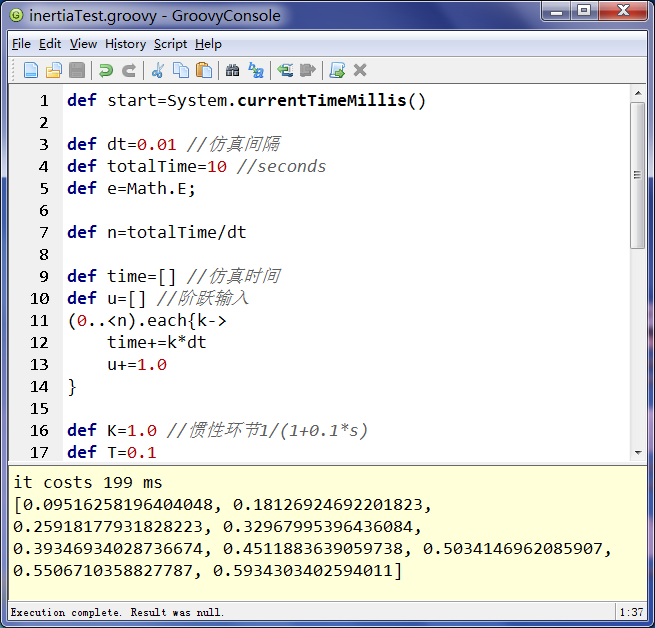 inertiaTest.groovy - GroovyConsole
File Edit View History Script Help
1 def start=System.currentTimeMillis()
2
3 def dt=0.01 //仿真间隔
4 def totalTime=10 //seconds
5 def e=Math.E;
6
7 def n=totalTime/dt
8
9 def time=[] //仿真时间
10 def u=[] //阶跃输入
11 (0..<n).each{k->
12 time+=k*dt
13 u+=1.0
14 }
15
16 def K=1.0 //惯性环节1/(1+0.1*s)
17 def T=0.1
it costs 199 ms
[0.09516258196404048, 0.18126924692201823,
0.25918177931828223, 0.32967995396436084,
0.39346934028736674, 0.4511883639059738, 0.5034146962085907,
0.5506710358827787, 0.5934303402594011]
Execution complete. Result was null. 1:37